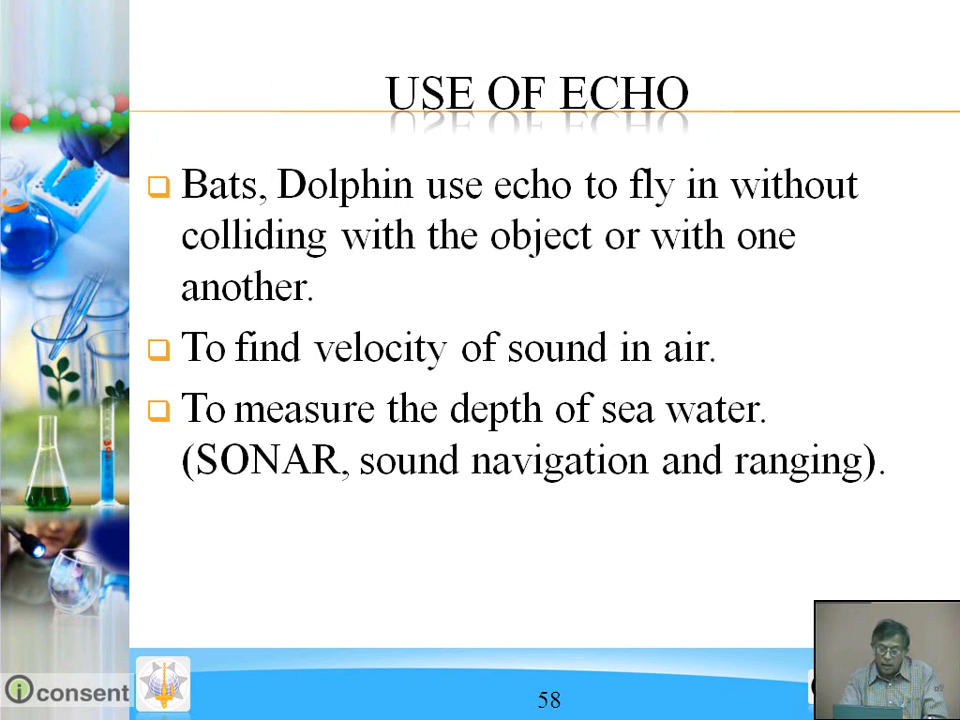 USE OF ECHO
Bats, Dolphin use echo to fly in without
colliding with the object or with one
another.
To find velocity of sound in air.
To measure the depth of sea water.
(SONAR, sound navigation and ranging).
i consent
58